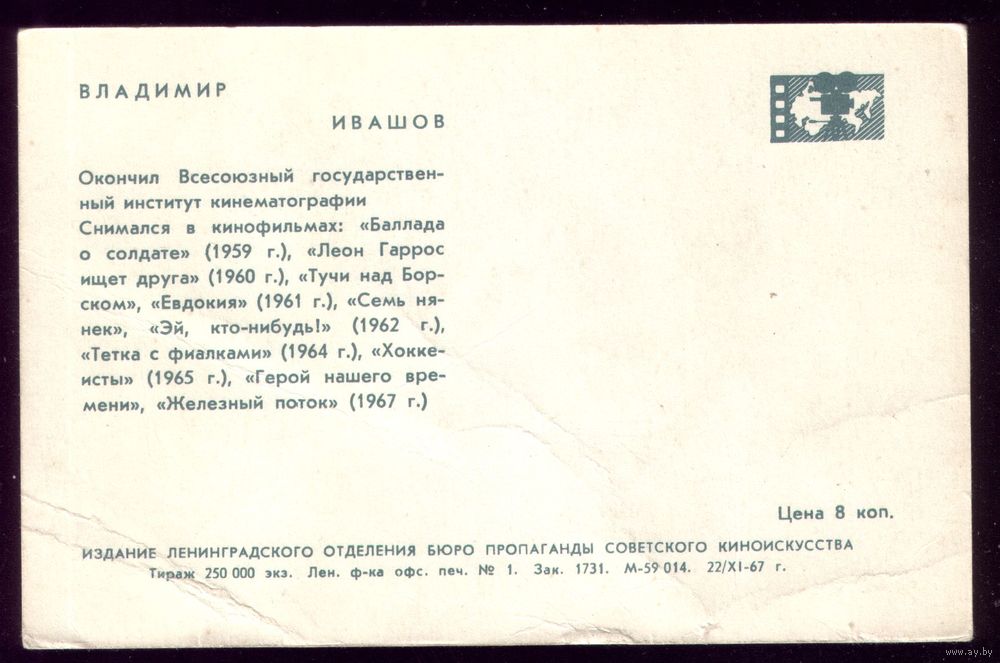 ВЛАДИМИР
ИВАШОВ
Окончил Всесоюзный государствен-
ный институт кинематографии
Снимался в кинофильмах: «Баллада
о солдате» (1959 г.), «Леон Гаррос
ищет друга» (1960 г.), «Тучи над Бор-
ском», «Евдокия» (1961 г.), «Семь ня-
нек», «Эй, кто-нибудь!» (1962 г.),
«Тетка с фиалками» (1964 г.), «Хокке-
исты» (1965 г.), «Герой нашего вре-
мени», «Железный поток» (1967 г.)
Цена 8 коп.
ИЗДАНИЕ ЛЕНИНГРАДСКОГО ОТДЕЛЕНИЯ БЮРО ПРОПАГАНДЫ СОВЕТСКОГО КИНОИСКУССТВА
Тираж 250 000 экз. Лен. ф-ка офс. печ. № 1. Зак. 1731. М-59 014. 22/XI-67 г.
www.ay.by